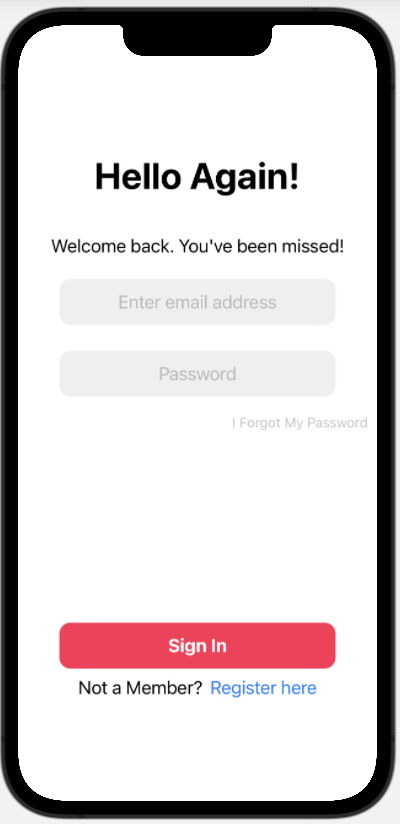 Hello Again!
Welcome back. You've been missed!
Enter email address
Password
I Forgot My Password
Sign In
Not a Member? Register here